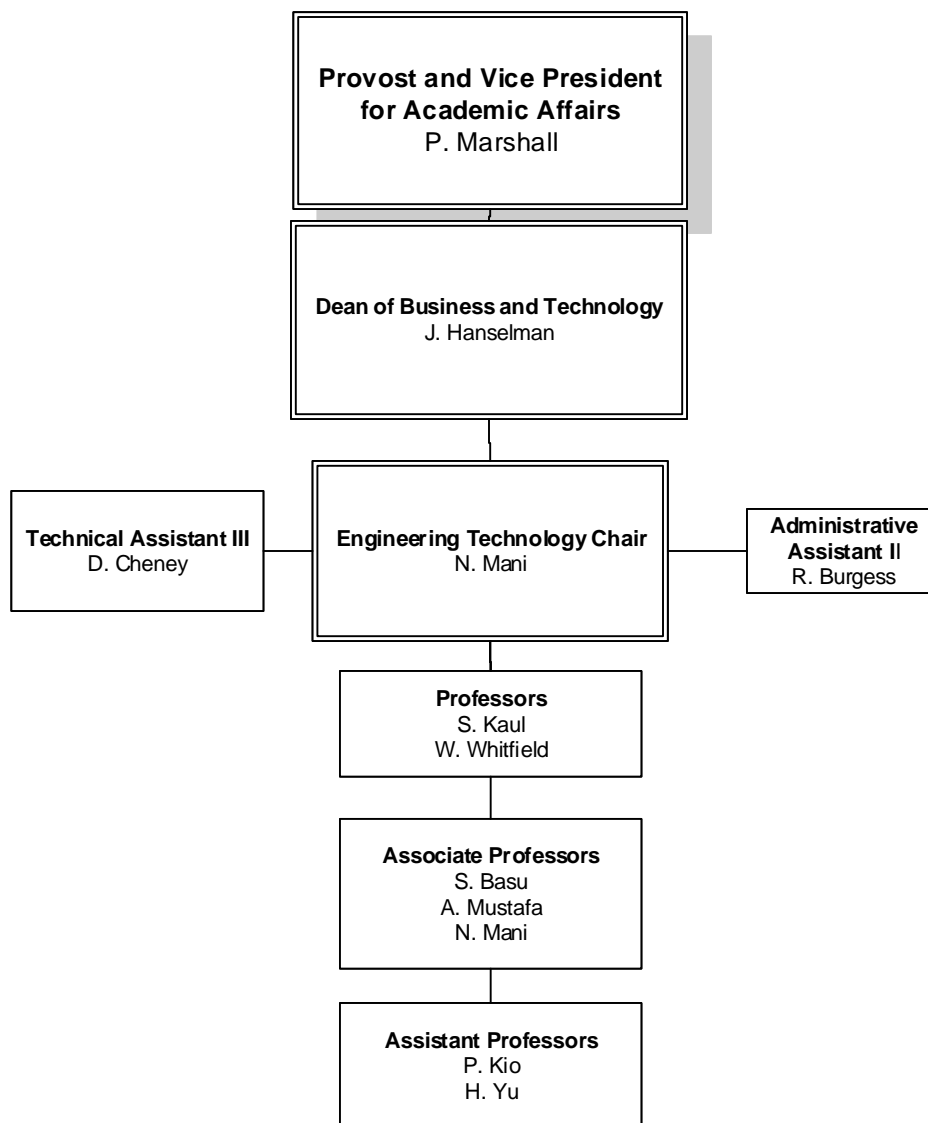 Provost and Vice President
for Academic Affairs
P. Marshall
Dean of Business and Technology
J. Hanselman
Technical Assistant III
D. Cheney
Engineering Technology Chair
N. Mani
Administrative
Assistant II
R. Burgess
Professors
S. Kaul
W. Whitfield
Associate Professors
S. Basu
A. Mustafa
N. Mani
Assistant Professors
P. Kio
H. Yu